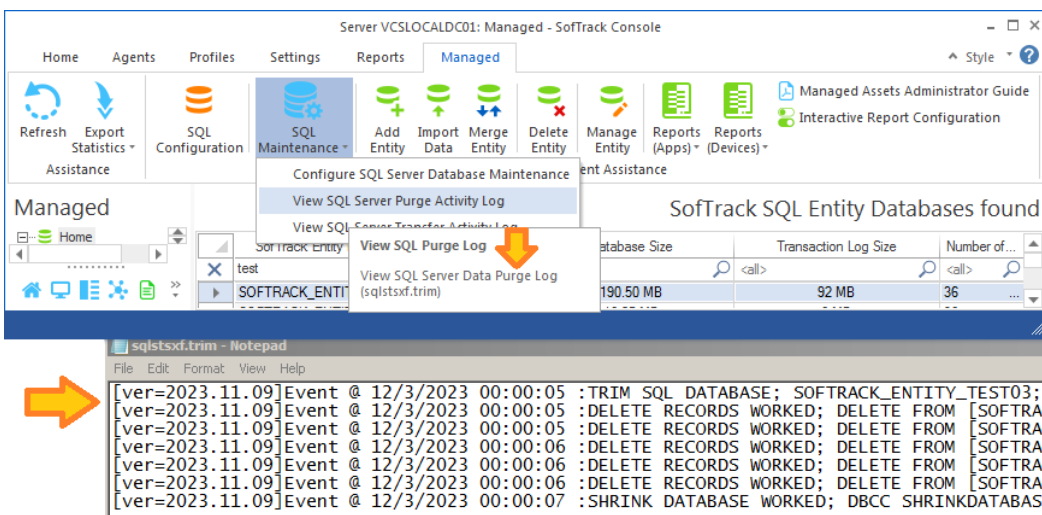 Server VCSLOCALDC01: Managed - SofTrack Console
Home Agents Profiles Settings Reports Managed Style
Refresh
Export Statistics
SQL Configuration
SQL Maintenance
Add Entity
Import Data
Merge Entity
Delete Entity
Manage Entity
Reports (Apps)
Reports (Devices)
Managed Assets Administrator Guide
Interactive Report Configuration
Assistance
ent Assistance
Configure SQL Server Database Maintenance
View SQL Server Purge Activity Log
View SQL Server Transfer Activity Log
View SQL Purge Log
View SQL Server Data Purge Log
(sqlstsxf.trim)
Managed
SofTrack SQL Entity Databases found
Home
SofTrack Entity atabase Size Transaction Log Size Number of...
test <all> <all>
SOFTRACK_ENTIT 190.50 MB 92 MB 36 ...
sqlstsxf.trim - Notepad
File Edit Format View Help
[ver=2023.11.09]Event @ 12/3/2023 00:00:05 :TRIM SQL DATABASE; SOFTRACK_ENTITY_TEST03;
[ver=2023.11.09]Event @ 12/3/2023 00:00:05 :DELETE RECORDS WORKED; DELETE FROM [SOFTRA
[ver=2023.11.09]Event @ 12/3/2023 00:00:05 :DELETE RECORDS WORKED; DELETE FROM [SOFTRA
[ver=2023.11.09]Event @ 12/3/2023 00:00:06 :DELETE RECORDS WORKED; DELETE FROM [SOFTRA
[ver=2023.11.09]Event @ 12/3/2023 00:00:06 :DELETE RECORDS WORKED; DELETE FROM [SOFTRA
[ver=2023.11.09]Event @ 12/3/2023 00:00:06 :DELETE RECORDS WORKED; DELETE FROM [SOFTRA
[ver=2023.11.09]Event @ 12/3/2023 00:00:07 :SHRINK DATABASE WORKED; DBCC SHRINKDATABAS